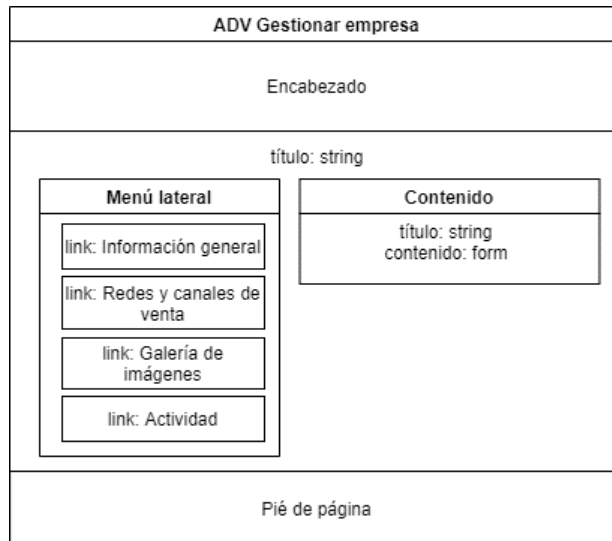 ADV Gestionar empresa
Encabezado
título: string
Menú lateral
link: Información general
link: Redes y canales de
venta
link: Galería de
imágenes
link: Actividad
Contenido
título: string
contenido: form
Pié de página